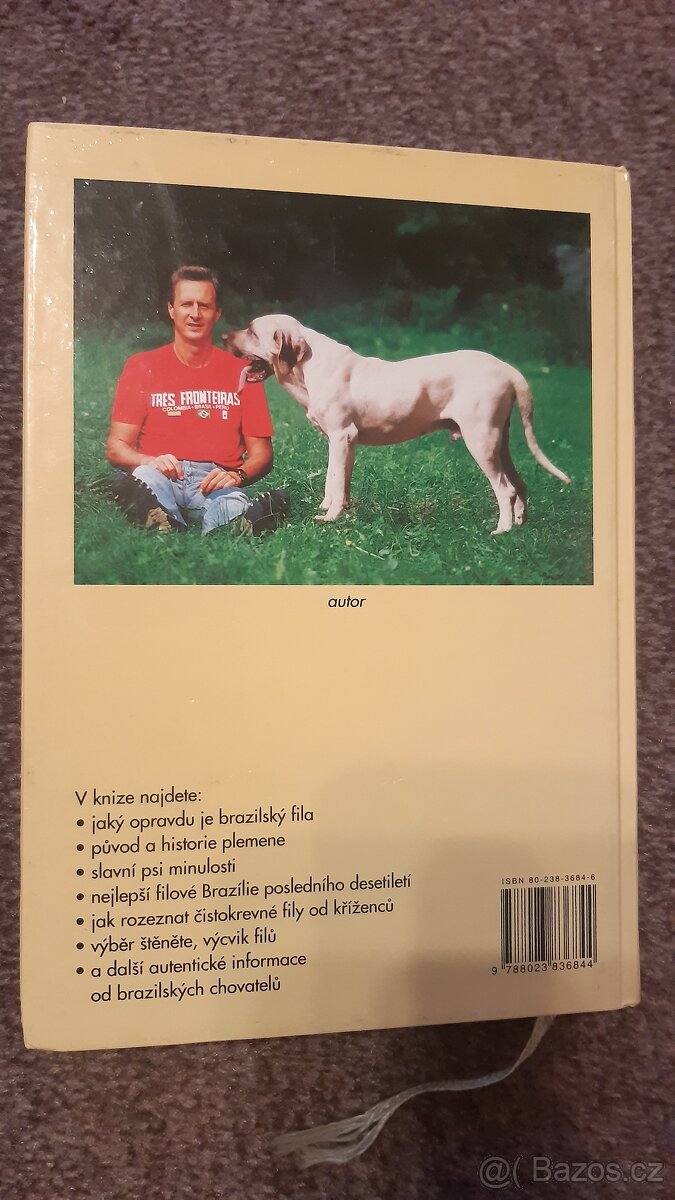 TRÊS FRONTEIRAS
COLOMBIA • BRASIL • PERU
autor
V knize najdete:
• jaký opravdu je brazilský fila
• původ a historie plemene
• slavní psi minulosti
• nejlepší filové Brazílie posledního desetiletí
• jak rozeznat čistokrevné fily od kříženců
• výběr štěněte, výcvik filů
• a další autentické informace
od brazilských chovatelů
ISBN 80-238-3684-6
9 788023 836844
@( Bazos.cz